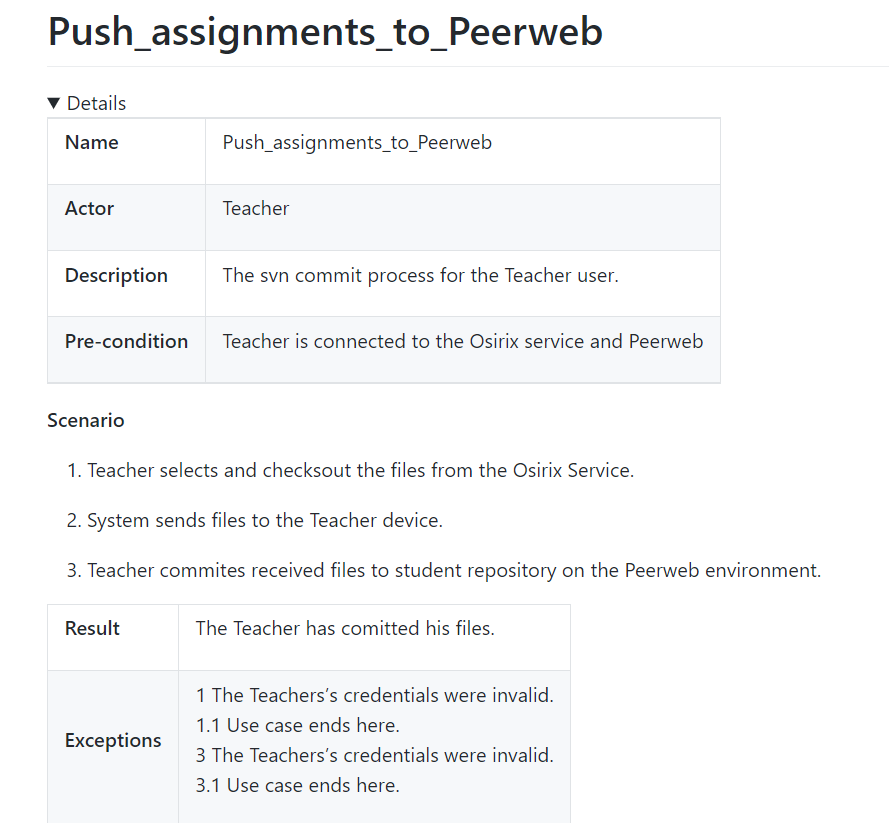 Push_assignments_to_Peerweb
▼ Details
Name Push_assignments_to_Peerweb
Actor Teacher
Description The svn commit process for the Teacher user.
Pre-condition Teacher is connected to the Osirix service and Peerweb
Scenario
1. Teacher selects and checksout the files from the Osirix Service.
2. System sends files to the Teacher device.
3. Teacher commites received files to student repository on the Peerweb environment.
Result The Teacher has comitted his files.
1 The Teachers’s credentials were invalid.
1.1 Use case ends here.
Exceptions
3 The Teachers’s credentials were invalid.
3.1 Use case ends here.